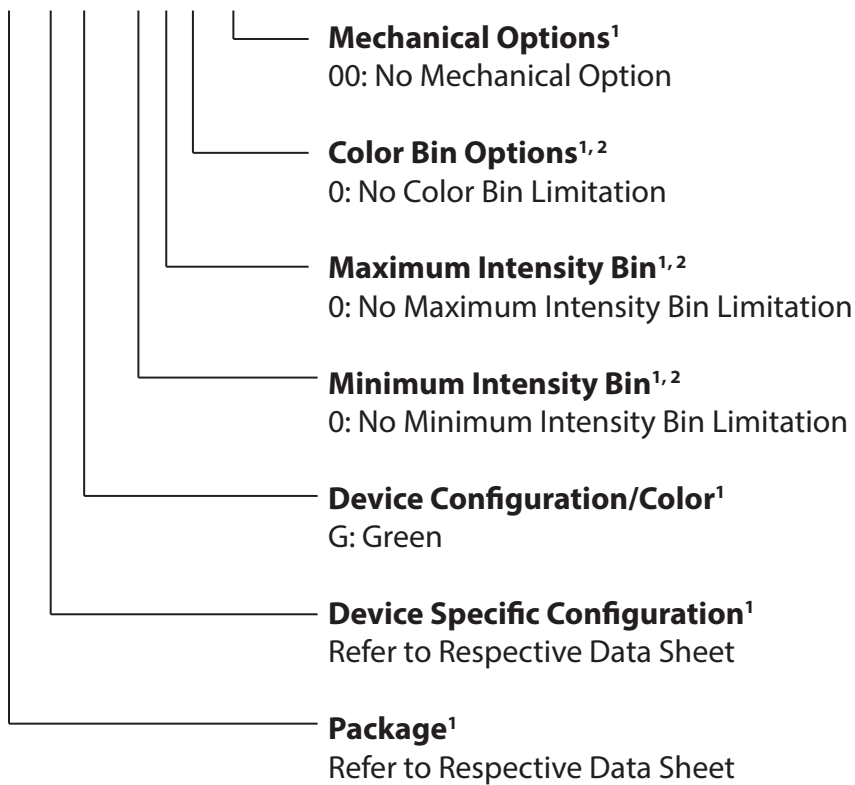 Mechanical Options1
00: No Mechanical Option
Color Bin Options1, 2
0: No Color Bin Limitation
Maximum Intensity Bin1, 2
0: No Maximum Intensity Bin Limitation
Minimum Intensity Bin1, 2
0: No Minimum Intensity Bin Limitation
Device Configuration/Color1
G: Green
Device Specific Configuration1
Refer to Respective Data Sheet
Package1
Refer to Respective Data Sheet